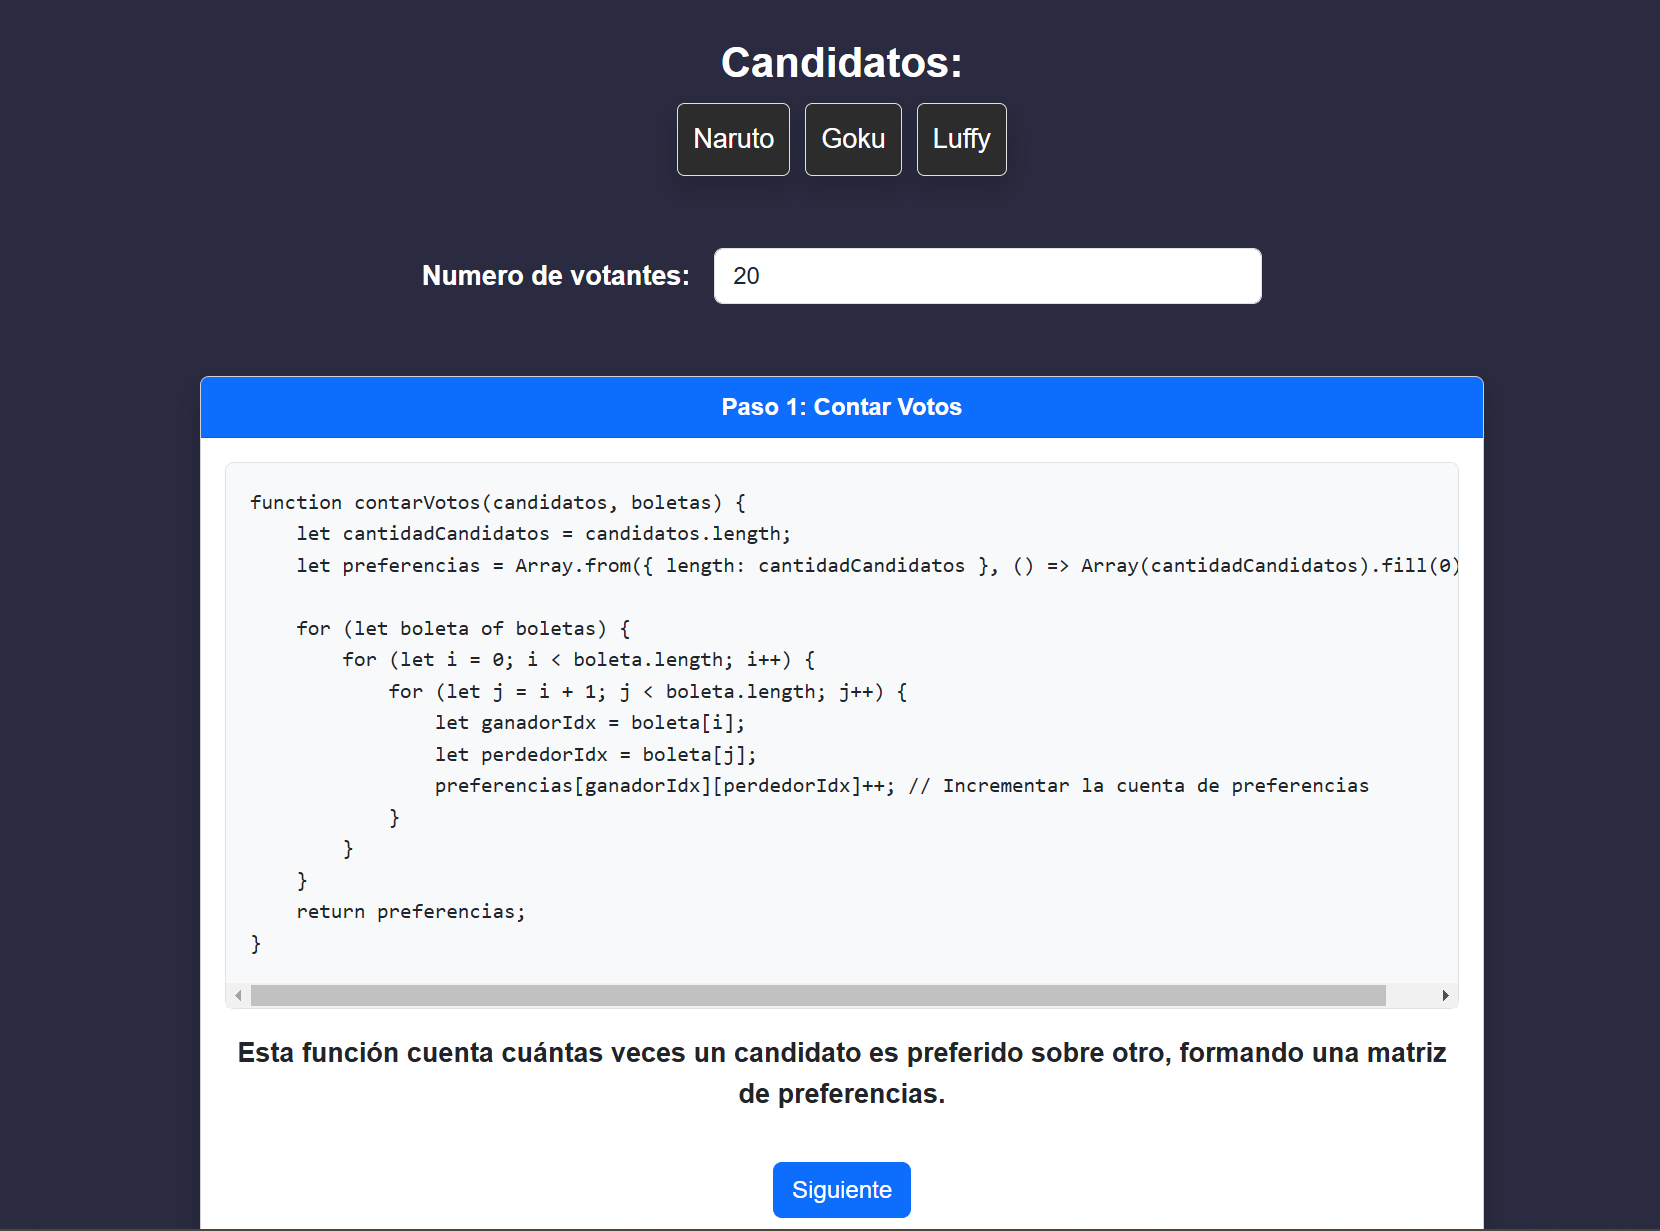 Candidatos:
Naruto Goku Luffy
Numero de votantes: 20
Paso 1: Contar Votos
function contarVotos(candidatos, boletas) {
    let cantidadCandidatos = candidatos.length;
    let preferencias = Array.from({ length: cantidadCandidatos }, () => Array(cantidadCandidatos).fill(0)
    for (let boleta of boletas) {
        for (let i = 0; i < boleta.length; i++) {
            for (let j = i + 1; j < boleta.length; j++) {
                let ganadorIdx = boleta[i];
                let perdedorIdx = boleta[j];
                preferencias[ganadorIdx][perdedorIdx]++; // Incrementar la cuenta de preferencias
            }
        }
    }
    return preferencias;
}
Esta función cuenta cuántas veces un candidato es preferido sobre otro, formando una matriz
de preferencias.
Siguiente